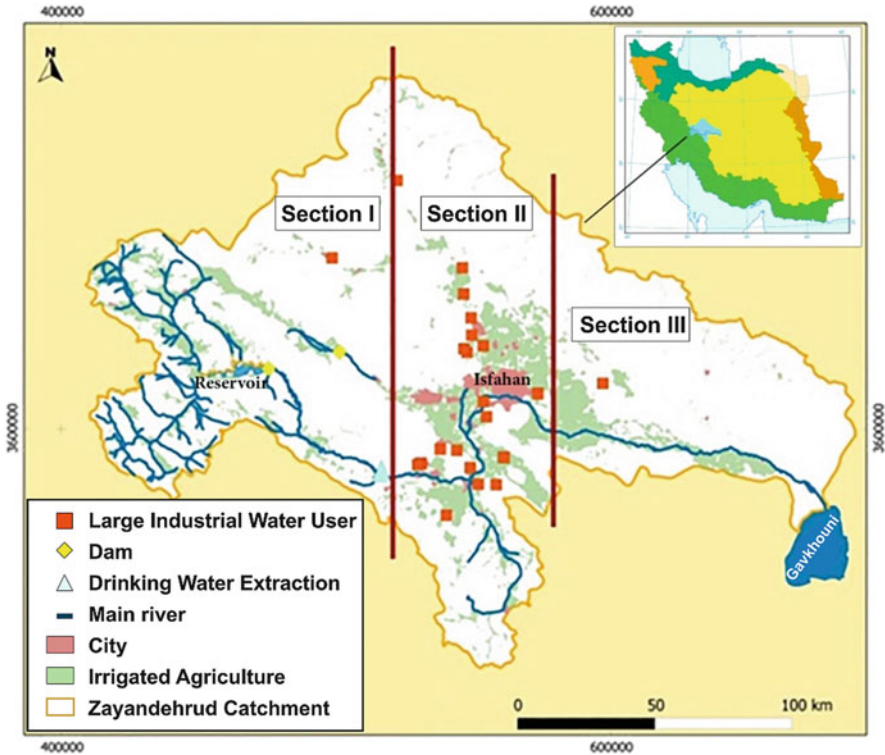 400000
600000
N
Section I
Section II
Section III
Reservoir
Isfahan
3600000
3600000
Gavkhouni
Large Industrial Water User
Dam
Drinking Water Extraction
Main river
City
Irrigated Agriculture
Zayandehrud Catchment
0 50 100 km
400000
600000